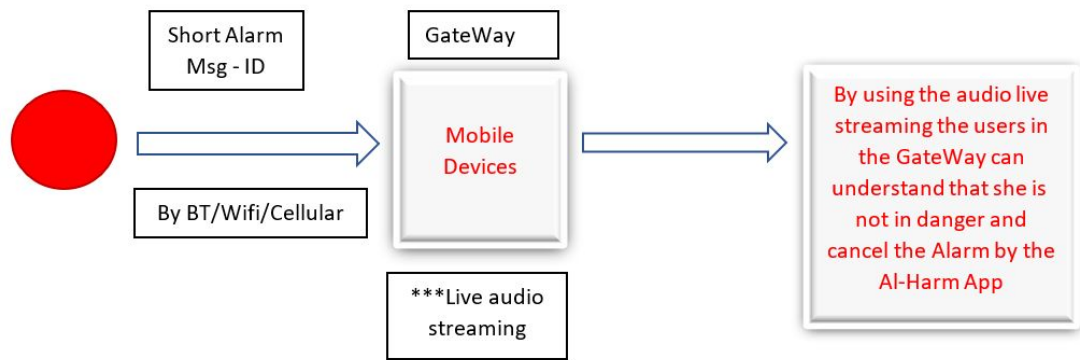 Short Alarm
Msg - ID
GateWay
By BT/Wifi/Cellular
Mobile
Devices
***Live audio
streaming
By using the audio live
streaming the users in
the GateWay can
understand that she is
not in danger and
cancel the Alarm by the
Al-Harm App